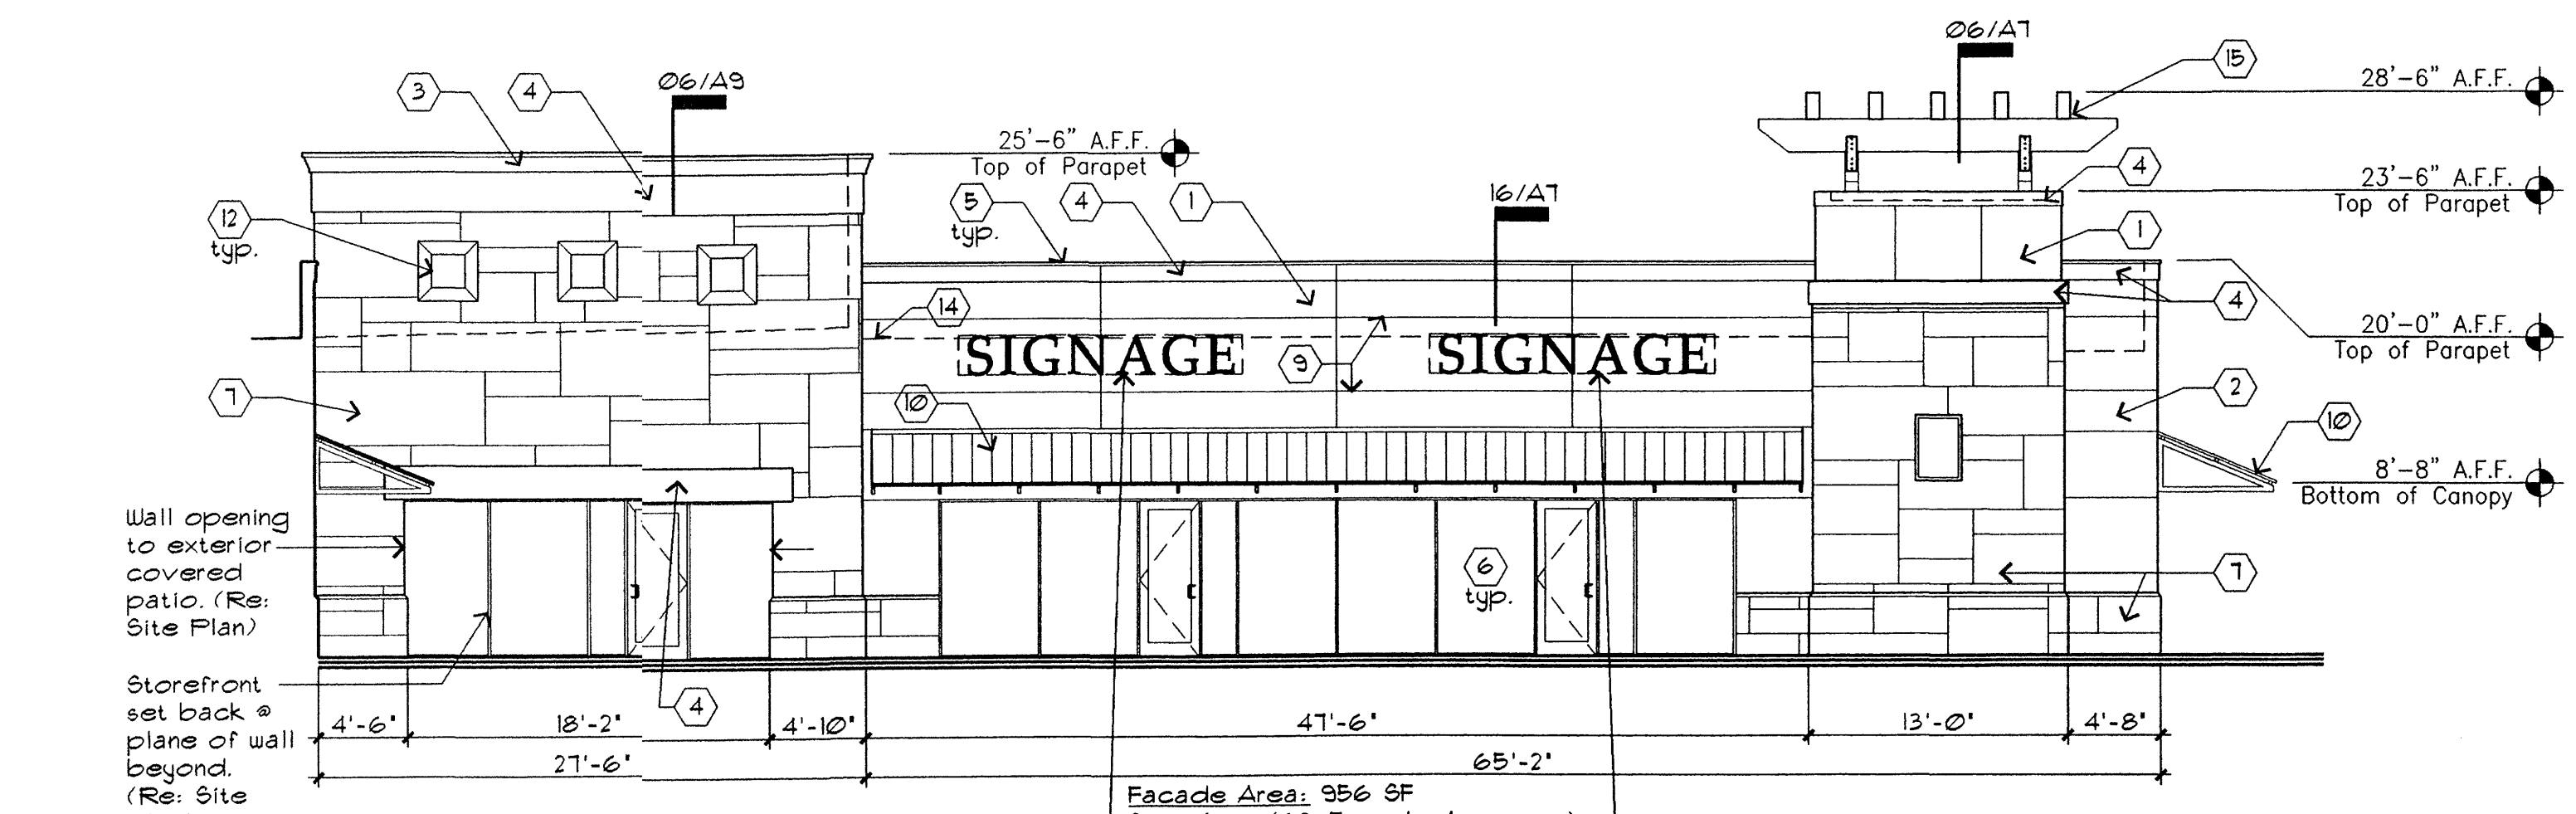 06/A7
15
28'-6" A.F.F.
06/A9
3
4
25'-6" A.F.F.
Top of Parapet
4
23'-6" A.F.F.
Top of Parapet
16/A7
5
typ.
4
1
12
typ.
1
14
4
20'-0" A.F.F.
Top of Parapet
SIGNAGE
SIGNAGE
9
7
10
2
10
8'-8" A.F.F.
Bottom of Canopy
Wall opening
to exterior
covered
patio. (Re:
Site Plan)
6
typ.
7
Storefront
set back @
plane of wall
beyond.
(Re: Site
4
4'-6"
18'-2"
4'-10"
47'-6"
13'-0"
4'-8"
27'-6"
65'-2"
Facade Area: 956 SF